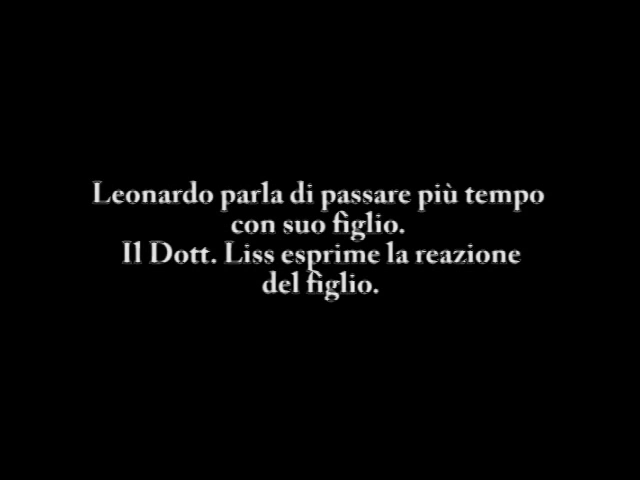 Leonardo parla di passare più tempo
con suo figlio.
Il Dott. Liss esprime la reazione
del figlio.